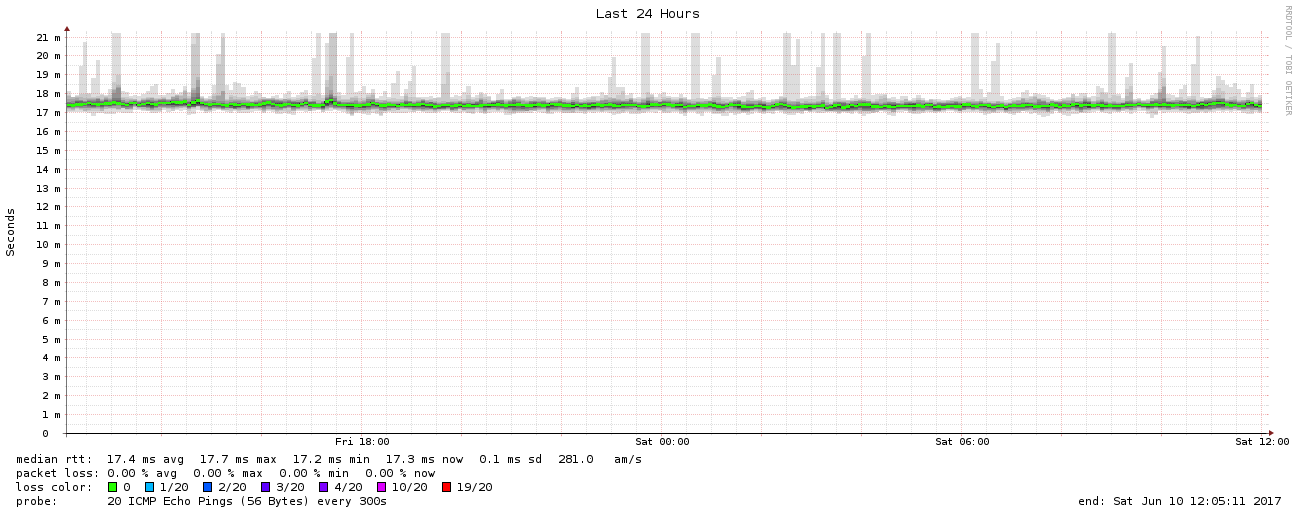 Last 24 Hours
RRDTOOL / TOBI OETIKER
Seconds
21 m
20 m
19 m
18 m
17 m
16 m
15 m
14 m
13 m
12 m
11 m
10 m
9 m
8 m
7 m
6 m
5 m
4 m
3 m
2 m
1 m
0
Fri 18:00 Sat 00:00 Sat 06:00 Sat 12:00
median rtt: 17.4 ms avg 17.7 ms max 17.2 ms min 17.3 ms now 0.1 ms sd 281.0 am/s
packet loss: 0.00 % avg 0.00 % max 0.00 % min 0.00 % now
loss color: 0 1/20 2/20 3/20 4/20 10/20 19/20
probe: 20 ICMP Echo Pings (56 Bytes) every 300s end: Sat Jun 10 12:05:11 2017